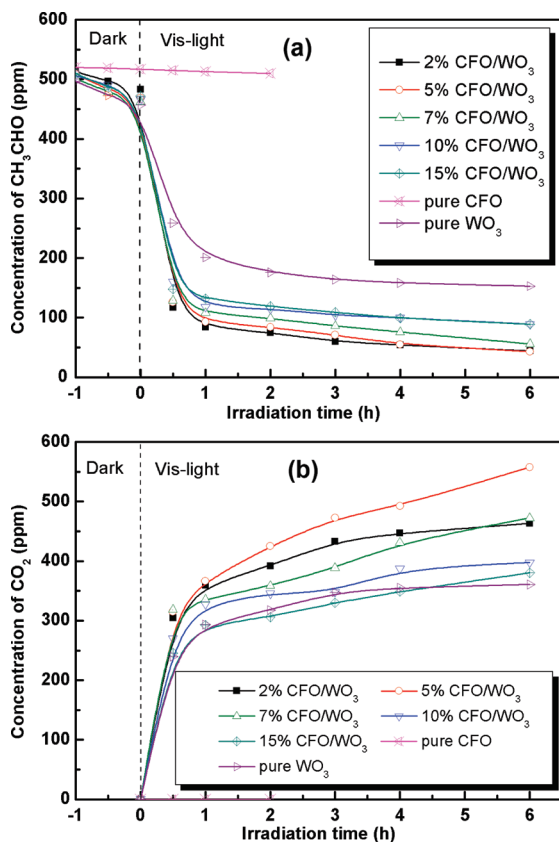 600
500
400
300
200
100
0
-1 0 1 2 3 4 5 6
Concentration of CH₃CHO (ppm)
Irradiation time (h)
Dark
Vis-light
(a)
2% CFO/WO₃
5% CFO/WO₃
7% CFO/WO₃
10% CFO/WO₃
15% CFO/WO₃
pure CFO
pure WO₃
600
500
400
300
200
100
0
-1 0 1 2 3 4 5 6
Concentration of CO₂ (ppm)
Irradiation time (h)
Dark
Vis-light
(b)
2% CFO/WO₃ 5% CFO/WO₃
7% CFO/WO₃ 10% CFO/WO₃
15% CFO/WO₃ pure CFO
pure WO₃